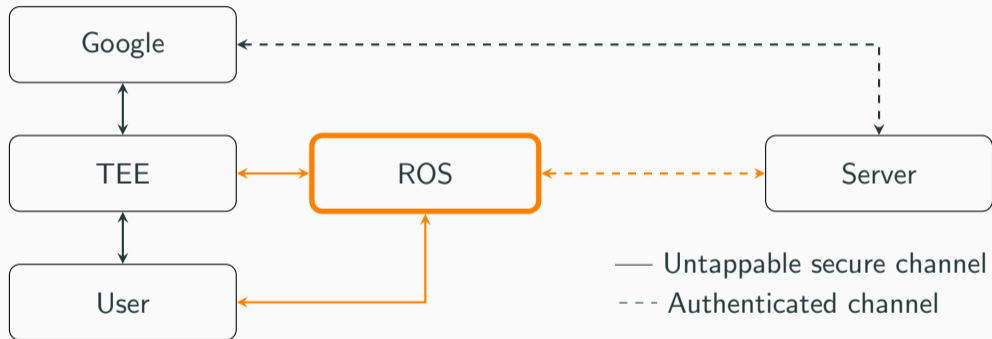 Google
TEE
ROS
Server
User
Untappable secure channel
Authenticated channel